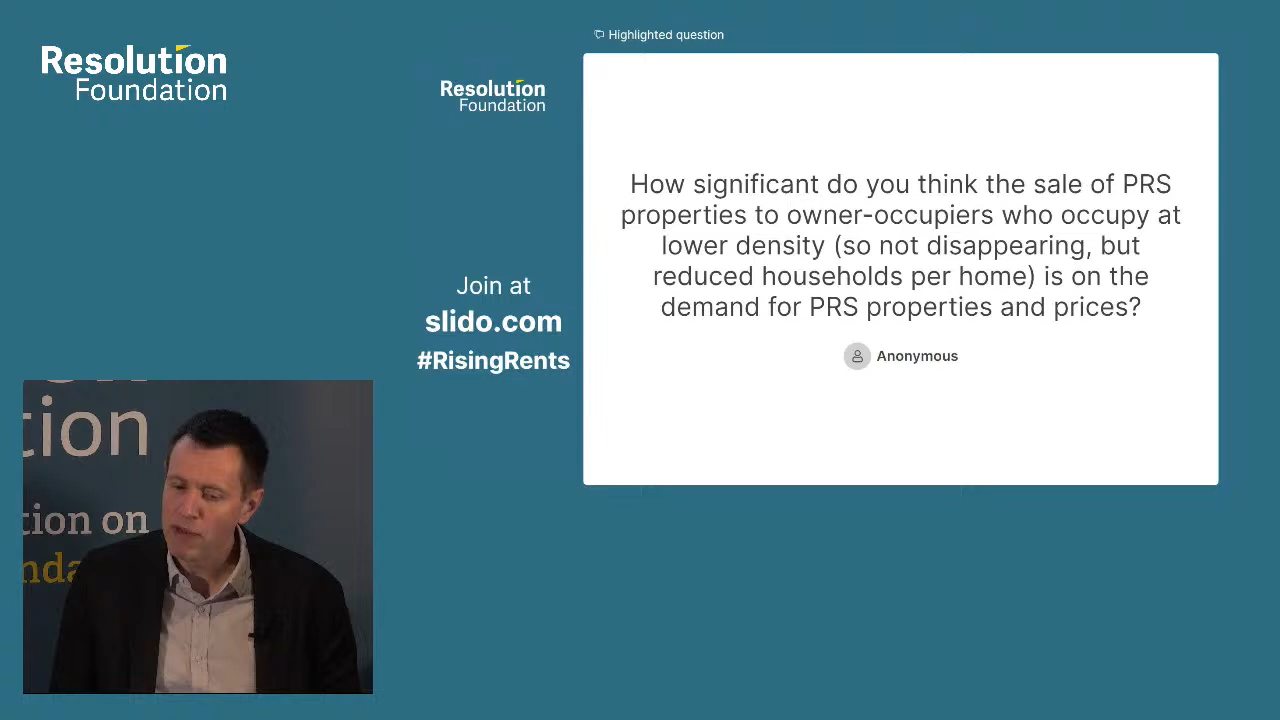 Resolution
Foundation
Highlighted question
Resolution
Foundation
How significant do you think the sale of PRS
properties to owner-occupiers who occupy at
lower density (so not disappearing, but
reduced households per home) is on the
demand for PRS properties and prices?
Anonymous
Join at
slido.com
#RisingRents
tion
tion on
nda